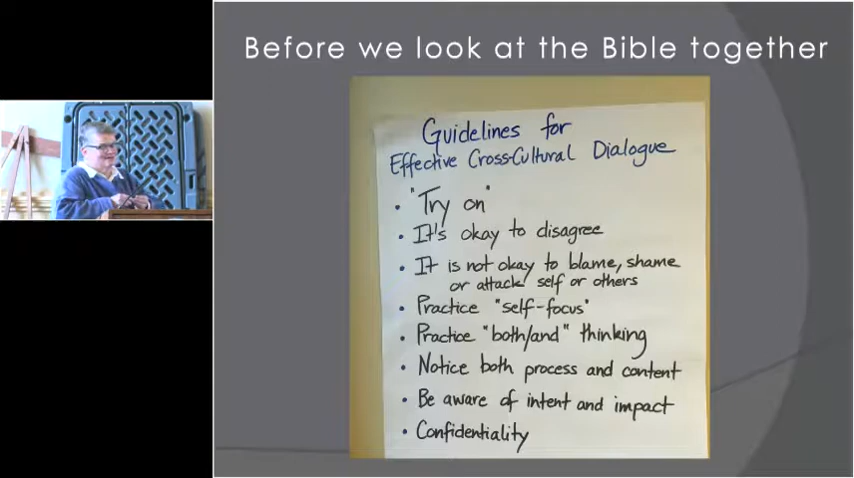 Before we look at the Bible together
Guidelines for
Effective Cross-Cultural Dialogue
• "Try on"
• It's okay to disagree
• It is not okay to blame, shame
or attack self or others
• Practice "self-focus"
• Practice "both/and" thinking
• Notice both process and content
• Be aware of intent and impact
• Confidentiality